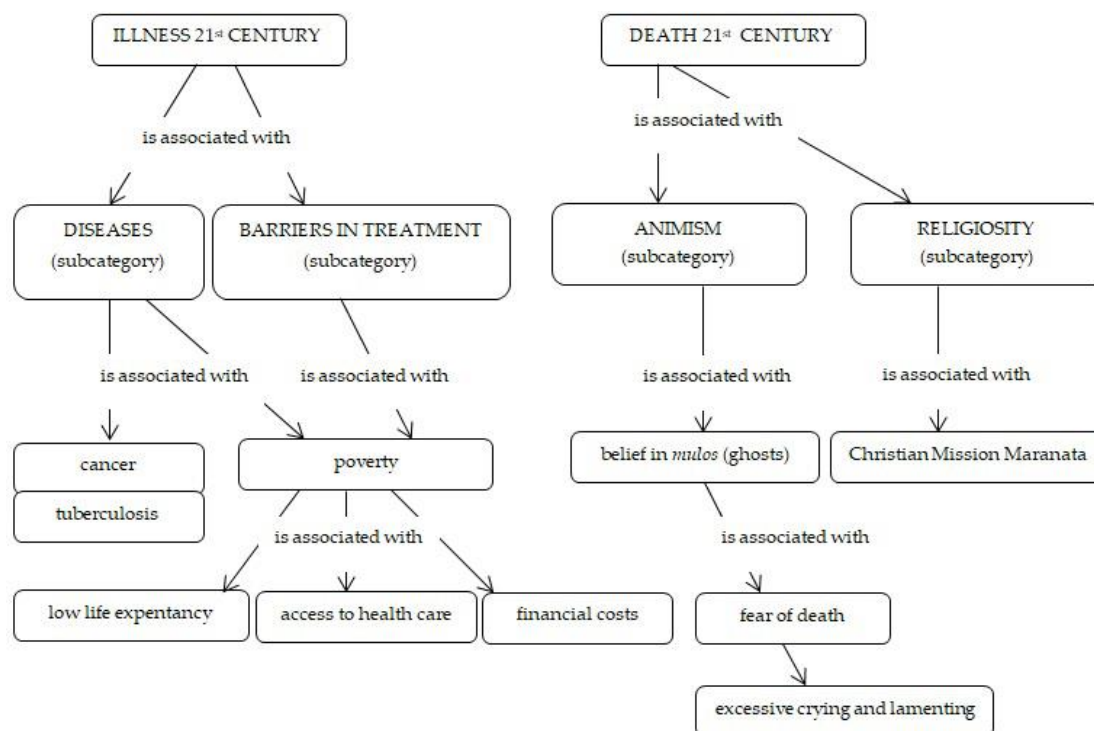 ILLNESS 21st CENTURY
DEATH 21st CENTURY
is associated with
is associated with
DISEASES
(subcategory)
BARRIERS IN TREATMENT
(subcategory)
ANIMISM
(subcategory)
RELIGIOSITY
(subcategory)
is associated with
is associated with
is associated with
is associated with
cancer
tuberculosis
poverty
belief in mulos (ghosts)
Christian Mission Maranata
is associated with
is associated with
low life expentancy
access to health care
financial costs
fear of death
excessive crying and lamenting